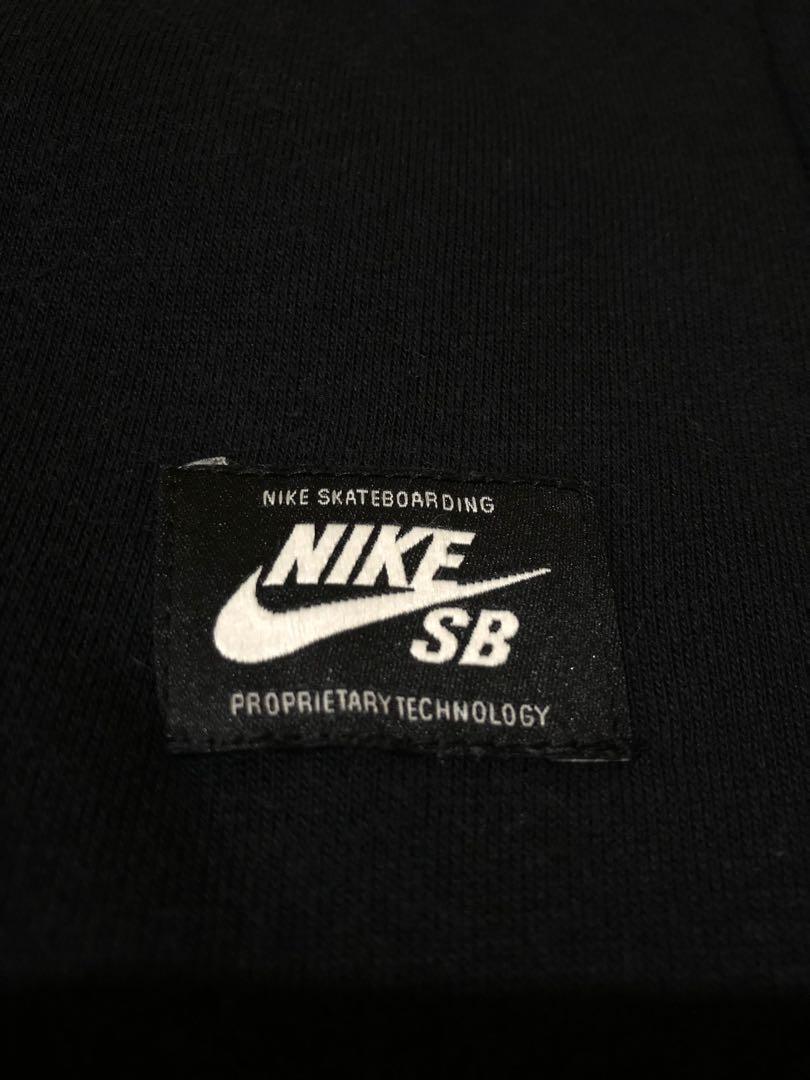 NIKE SKATEBOARDING
NIKE
SB
PROPRIETARY TECHNOLOGY